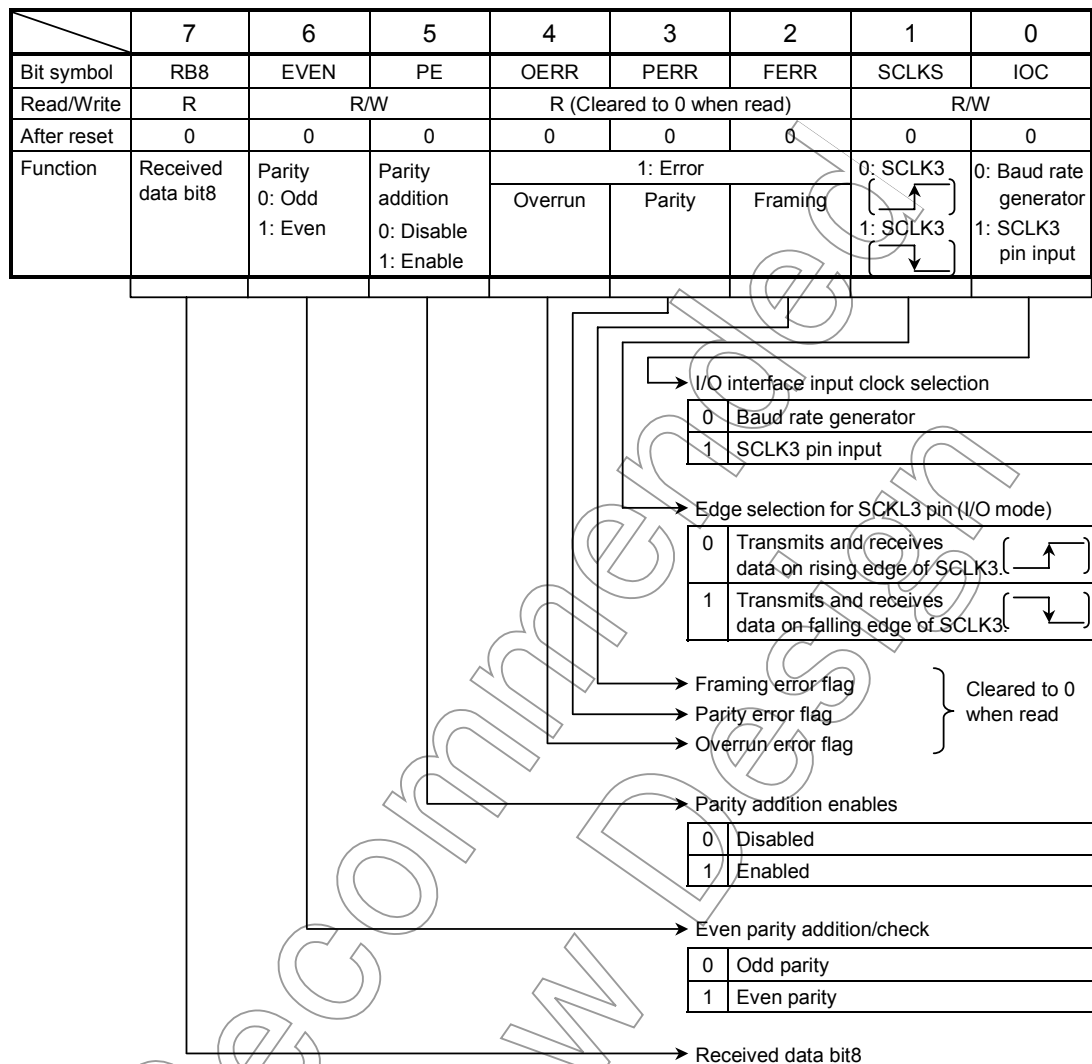 7 6 5 4 3 2 1 0
Bit symbol RB8 EVEN PE OERR PERR FERR SCLKS IOC
Read/Write R R/W R (Cleared to 0 when read) R/W
After reset 0 0 0 0 0 0 0 0
Function Received data bit8
Parity
0: Odd
1: Even
Parity
addition
0: Disable
1: Enable
1: Error
Overrun Parity Framing
0: SCLK3
1: SCLK3
0: Baud rate
generator
1: SCLK3
pin input
I/O interface input clock selection
0 Baud rate generator
1 SCLK3 pin input
Edge selection for SCKL3 pin (I/O mode)
0 Transmits and receives
data on rising edge of SCLK3.
1 Transmits and receives
data on falling edge of SCLK3.
Framing error flag
Parity error flag
Overrun error flag
Cleared to 0
when read
Parity addition enables
0 Disabled
1 Enabled
Even parity addition/check
0 Odd parity
1 Even parity
Received data bit8
ecommended
w Design